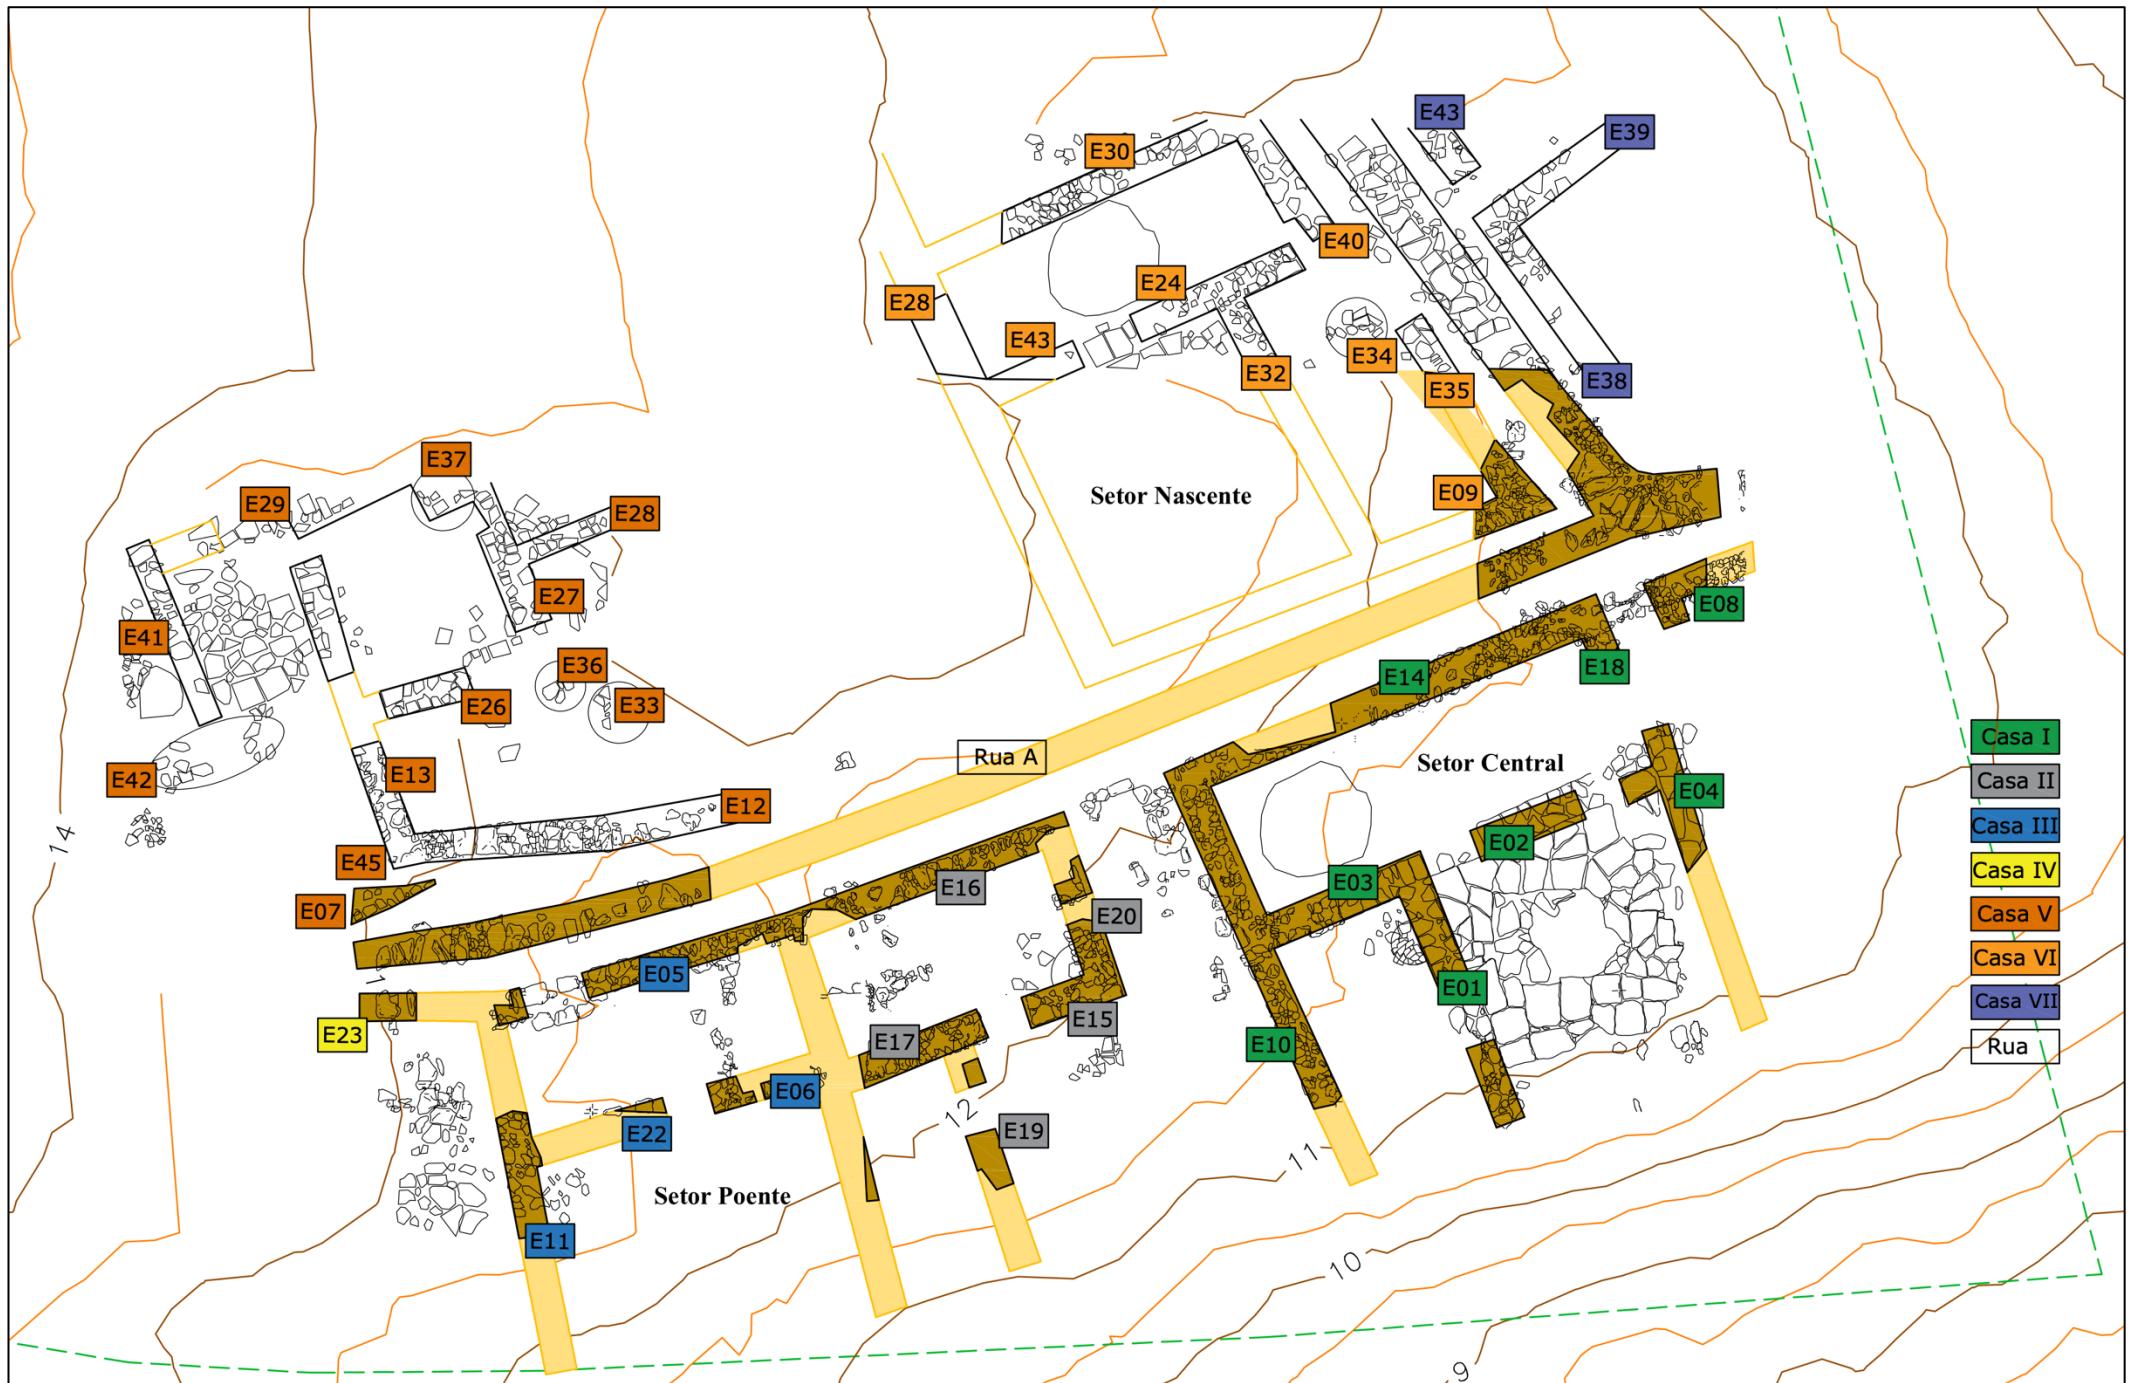 E43
E39
E30
E40
E24
E28
E43
E34
E32
E35
E38
E37
E29
E28
E09
Setor Nascente
E27
E08
E41
E36
E18
E14
E26
E33
Rua A
Setor Central
E42
E13
E12
E04
14
E02
E45
E03
E16
E07
E20
E05
E01
11
E15
E23
E17
E10
E06
12
E22
E19
11
Setor Poente
E11
10
9
Casa I
Casa II
Casa III
Casa IV
Casa V
Casa VI
Casa VII
Rua